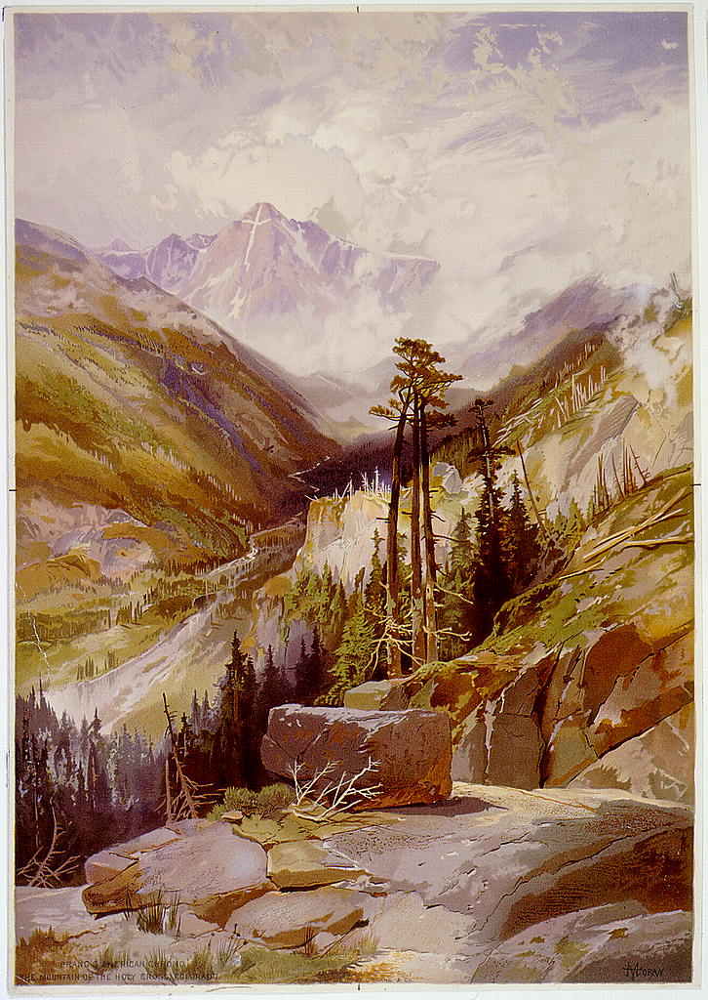 PRANG'S AMERICAN CHROMO.
THE MOUNTAIN OF THE HOLY CROSS, COLORADO.
TMORAN